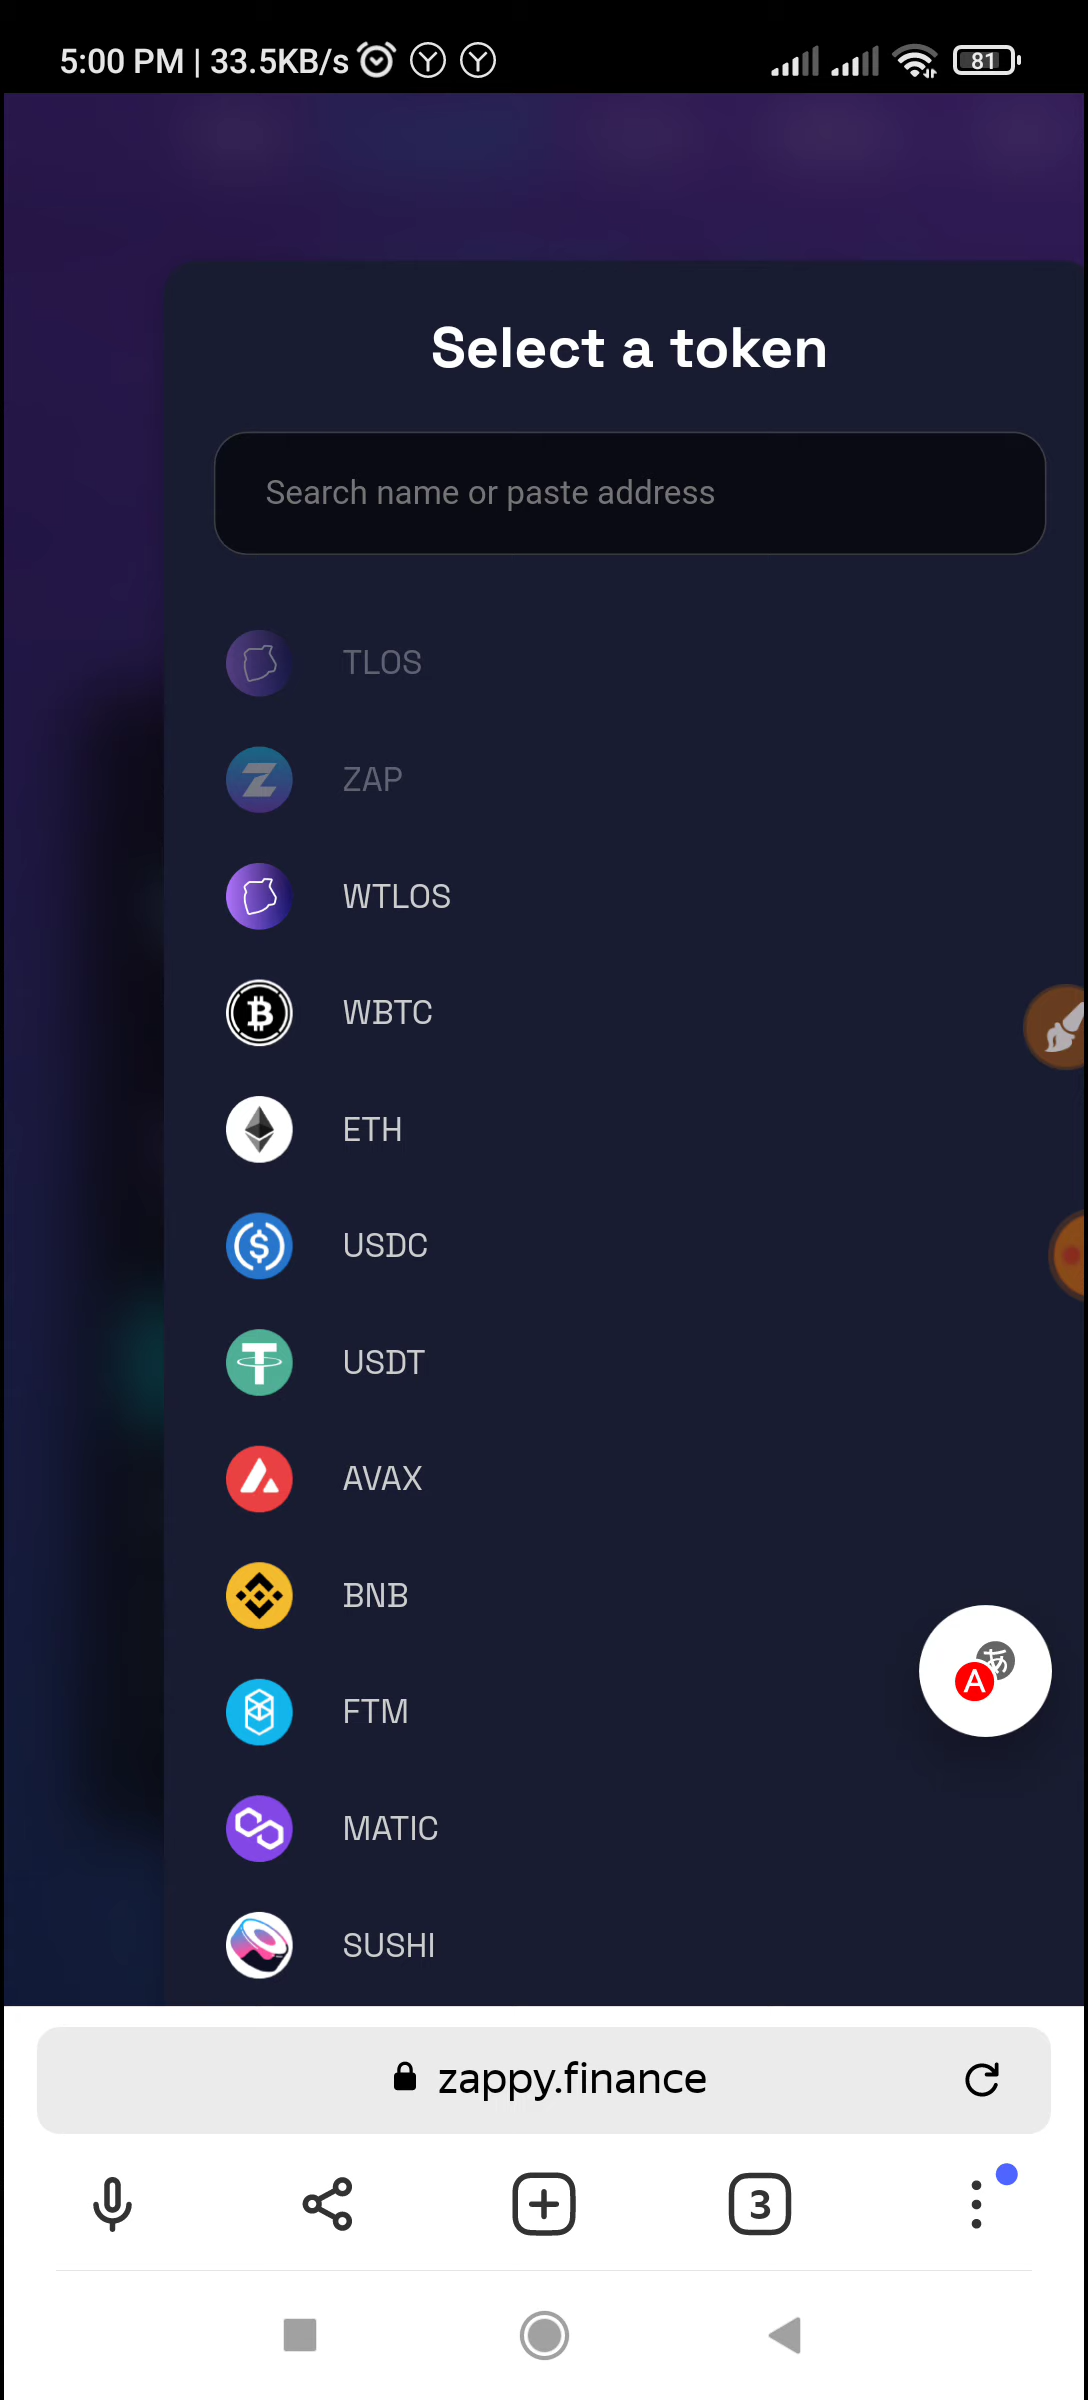 5:00 PM | 33.5KB/s
81
Select a token
Search name or paste address
TLOS
ZAP
WTLOS
WBTC
ETH
USDC
USDT
AVAX
BNB
FTM
MATIC
SUSHI
A あ
zappy.finance
3